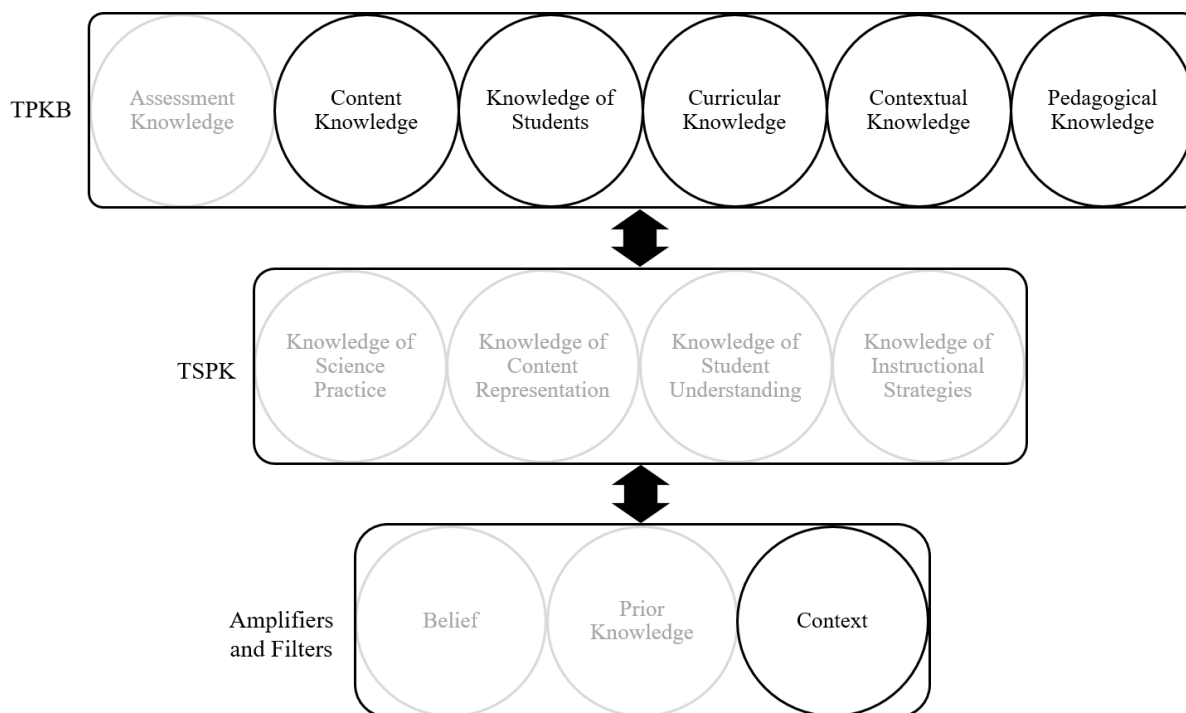 TPKB
Assessment
Knowledge
Content
Knowledge
Knowledge of
Students
Curricular
Knowledge
Contextual
Knowledge
Pedagogical
Knowledge
TSPK
Knowledge of
Science
Practice
Knowledge of
Content
Representation
Knowledge of
Student
Understanding
Knowledge of
Instructional
Strategies
Amplifiers
and Filters
Belief
Prior
Knowledge
Context